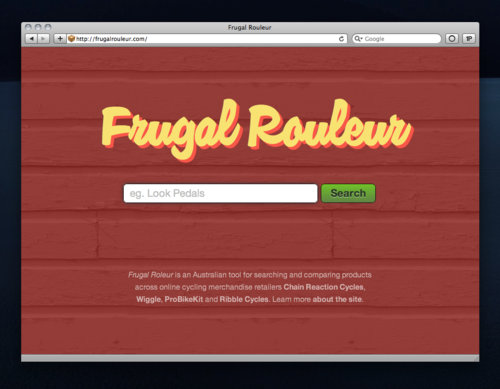 Frugal Rouleur
http://frugalrouleur.com/
Google
Frugal Rouleur
eg. Look Pedals
Search
Frugal Roleur is an Australian tool for searching and comparing products
across online cycling merchandise retailers Chain Reaction Cycles,
Wiggle, ProBikeKit and Ribble Cycles. Learn more about the site.